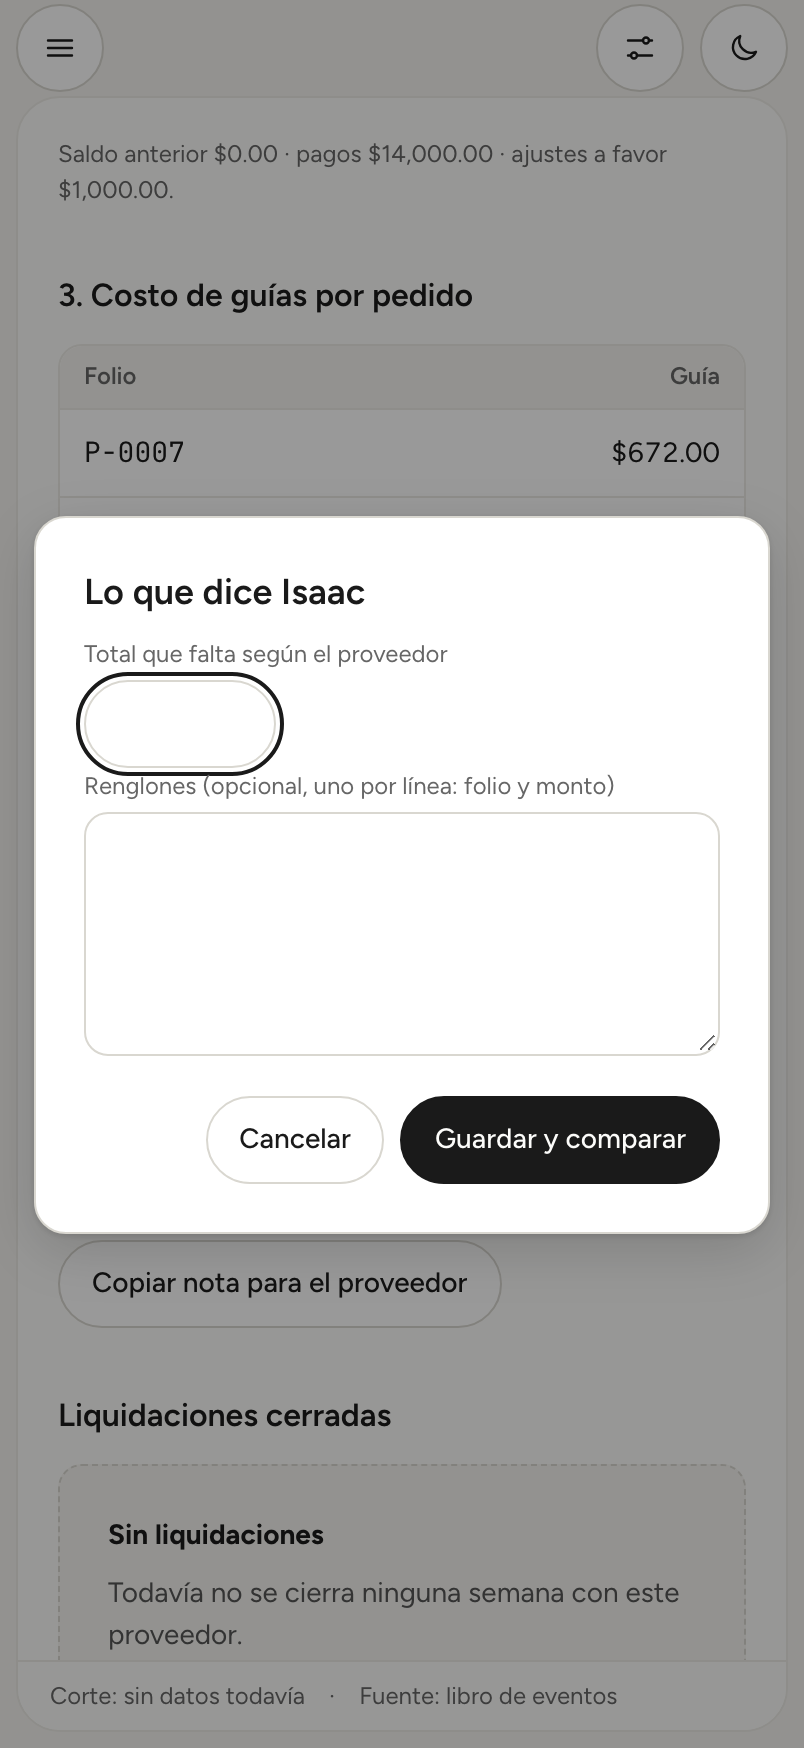 Saldo anterior $0.00 · pagos $14,000.00 · ajustes a favor
$1,000.00.
3. Costo de guías por pedido
Folio Guía
P-0007 $672.00
Lo que dice Isaac
Total que falta según el proveedor
Renglones (opcional, uno por línea: folio y monto)
Cancelar Guardar y comparar
Copiar nota para el proveedor
Liquidaciones cerradas
Sin liquidaciones
Todavía no se cierra ninguna semana con este
proveedor.
Corte: sin datos todavía · Fuente: libro de eventos